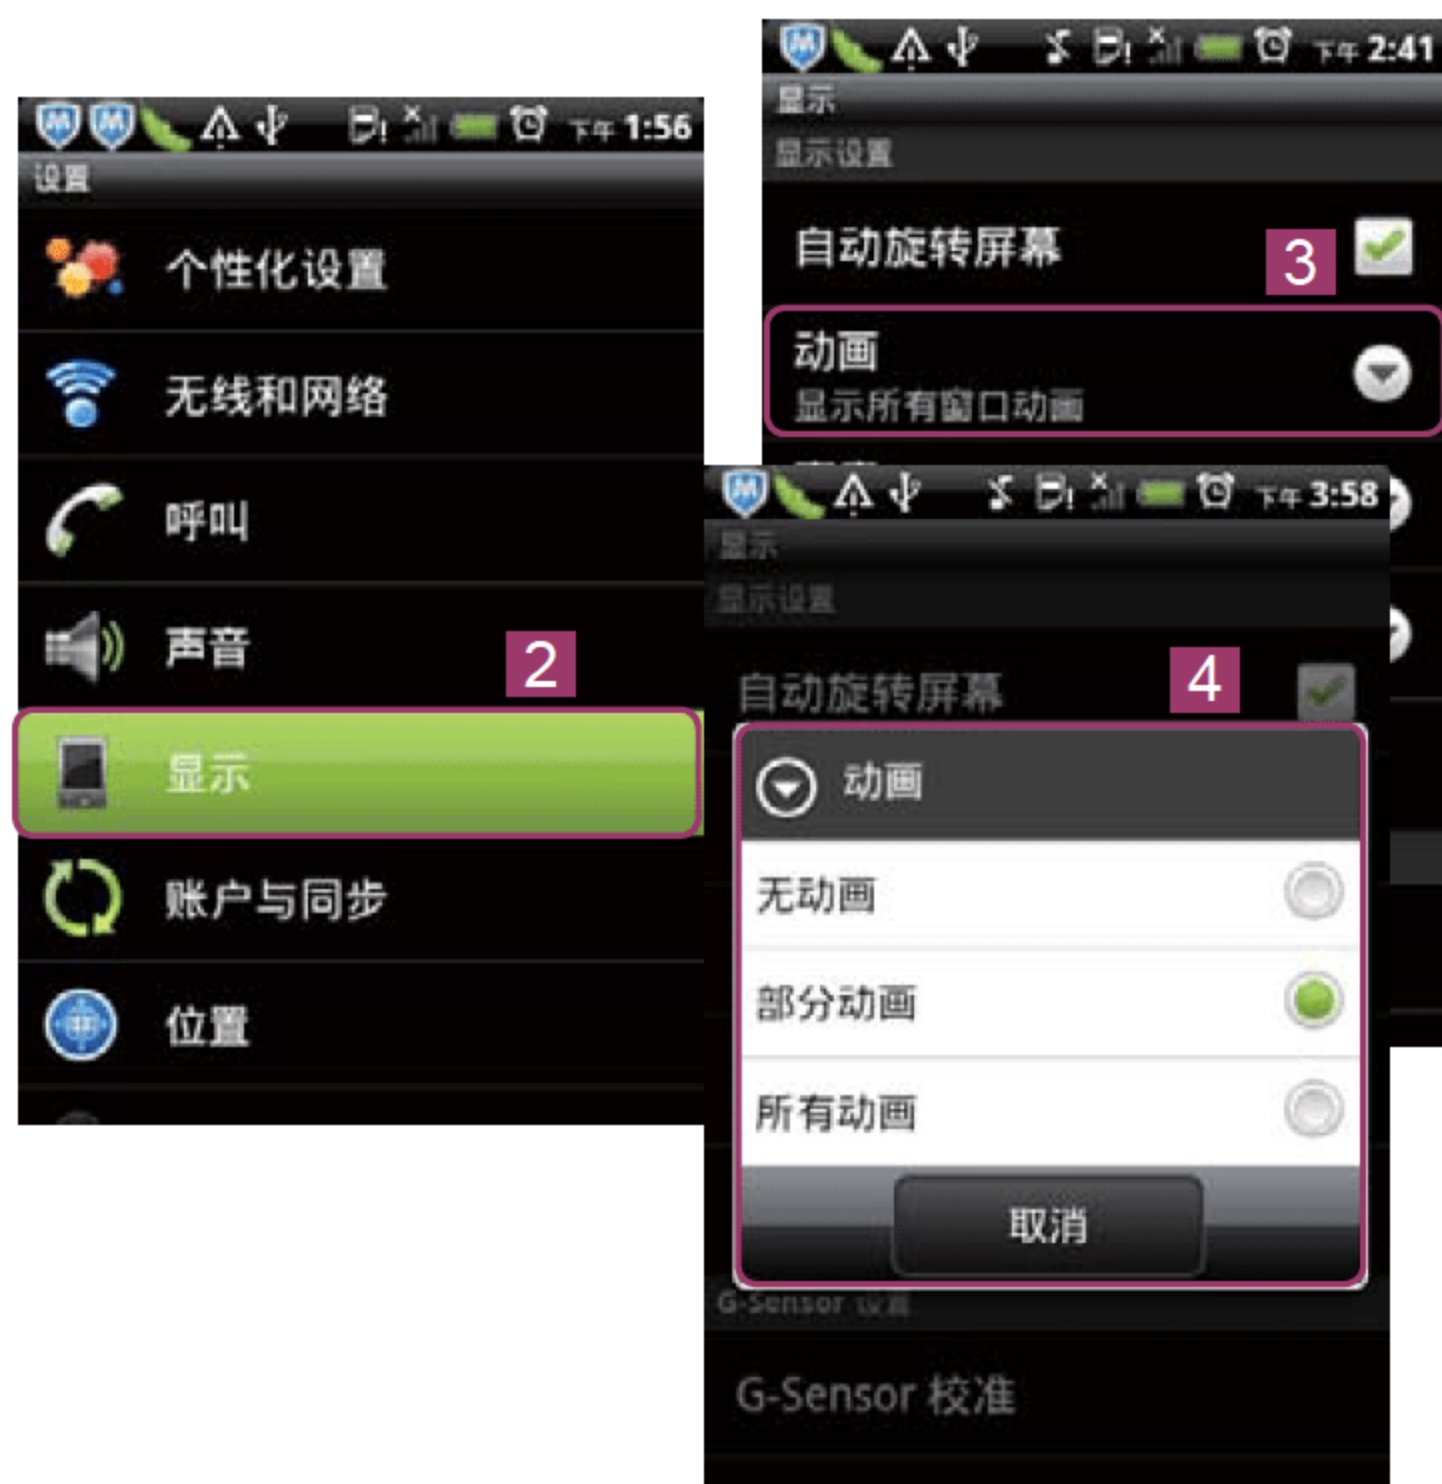 下午 1:56
设置
个性化设置
无线和网络
呼叫
声音
2
显示
账户与同步
位置
下午 2:41
显示
显示设置
自动旋转屏幕
3
动画
显示所有窗口动画
下午 3:58
显示
显示设置
自动旋转屏幕
4
动画
无动画
部分动画
所有动画
取消
G-Sensor 设置
G-Sensor 校准